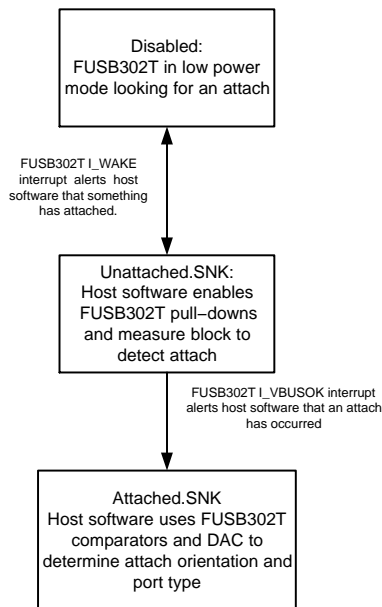 Disabled:
FUSB302T in low power
mode looking for an attach
FUSB302T I_WAKE
interrupt alerts host
software that something
has attached.
Unattached.SNK:
Host software enables
FUSB302T pull−downs
and measure block to
detect attach
FUSB302T I_VBUSOK interrupt
alerts host software that an attach
has occurred
Attached.SNK
Host software uses FUSB302T
comparators and DAC to
determine attach orientation and
port type